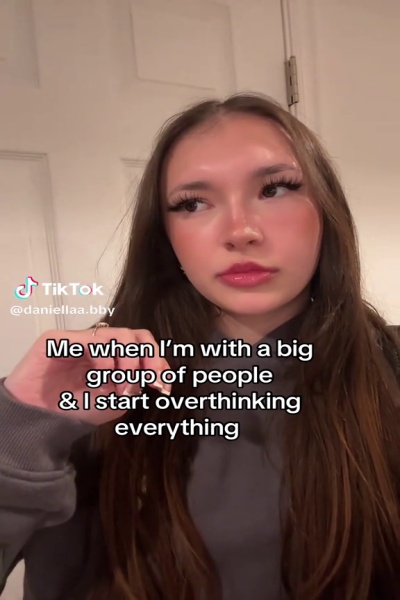 TikTok
@daniellaa.bby
Me when I'm with a big
group of people
& I start overthinking
everything